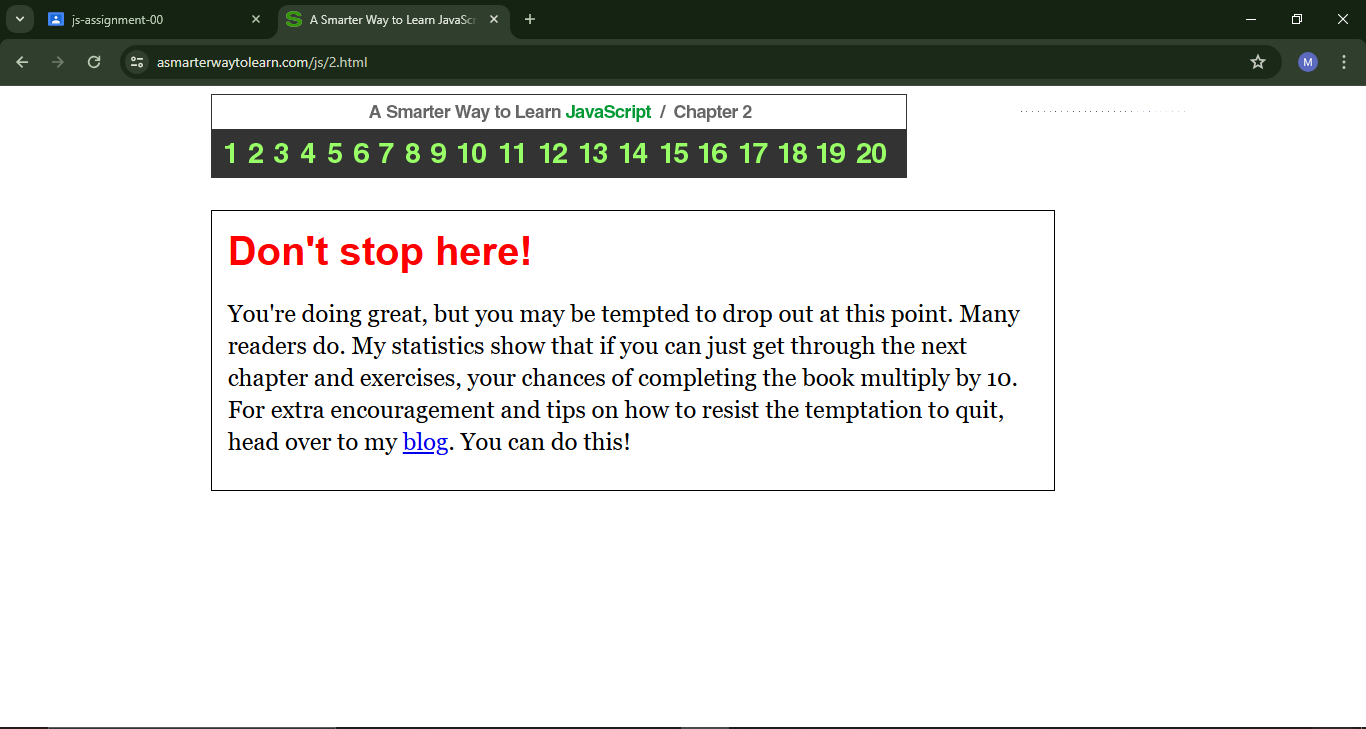 js-assignment-00
A Smarter Way to Learn JavaScr
asmarterwaytolearn.com/js/2.html
M
A Smarter Way to Learn JavaScript / Chapter 2
1 2 3 4 5 6 7 8 9 10 11 12 13 14 15 16 17 18 19 20
Don't stop here!
You're doing great, but you may be tempted to drop out at this point. Many
readers do. My statistics show that if you can just get through the next
chapter and exercises, your chances of completing the book multiply by 10.
For extra encouragement and tips on how to resist the temptation to quit,
head over to my blog. You can do this!